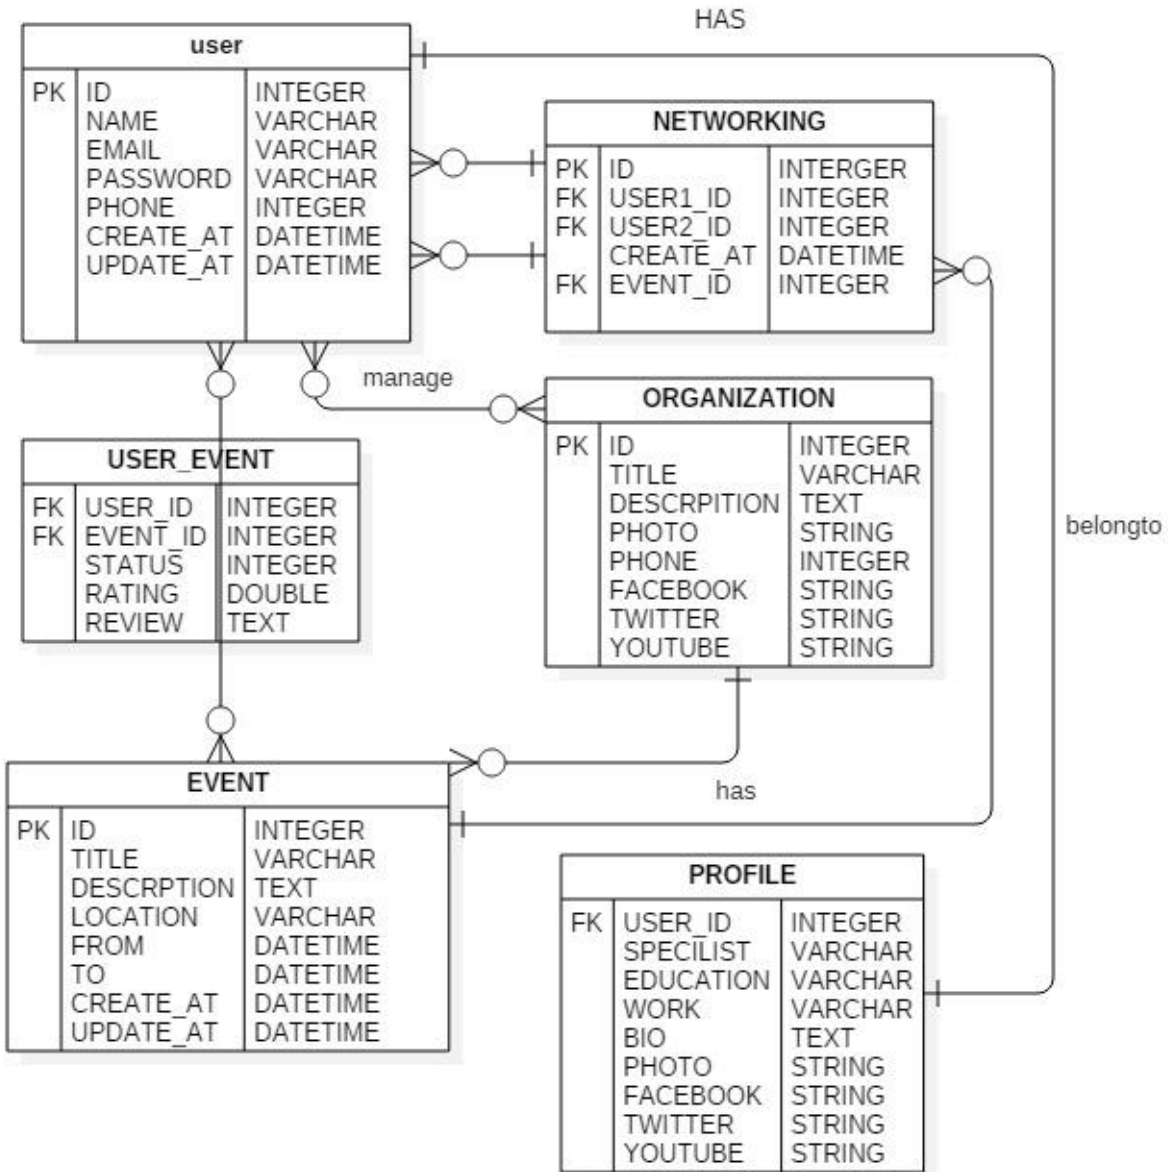 HAS
user
PK ID INTEGER
NAME VARCHAR
EMAIL VARCHAR
PASSWORD VARCHAR
PHONE INTEGER
CREATE_AT DATETIME
UPDATE_AT DATETIME
NETWORKING
PK ID INTERGER
FK USER1_ID INTEGER
FK USER2_ID INTEGER
CREATE_AT DATETIME
FK EVENT_ID INTEGER
manage
ORGANIZATION
PK ID INTEGER
TITLE VARCHAR
DESCRPITION TEXT
PHOTO STRING
PHONE INTEGER
FACEBOOK STRING
TWITTER STRING
YOUTUBE STRING
USER_EVENT
FK USER_ID INTEGER
FK EVENT_ID INTEGER
STATUS INTEGER
RATING DOUBLE
REVIEW TEXT
belongto
has
EVENT
PK ID INTEGER
TITLE VARCHAR
DESCRPTION TEXT
LOCATION VARCHAR
FROM DATETIME
TO DATETIME
CREATE_AT DATETIME
UPDATE_AT DATETIME
PROFILE
FK USER_ID INTEGER
SPECILIST VARCHAR
EDUCATION VARCHAR
WORK VARCHAR
BIO TEXT
PHOTO STRING
FACEBOOK STRING
TWITTER STRING
YOUTUBE STRING